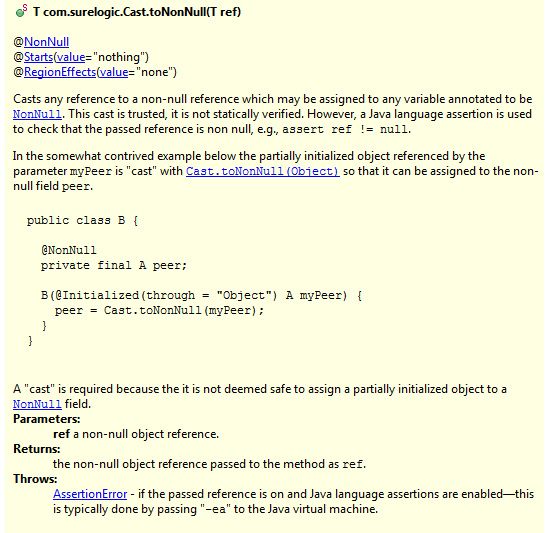 T com.surelogic.Cast.toNonNull(T ref)
@NonNull
@Starts(value="nothing")
@RegionEffects(value="none")
Casts any reference to a non-null reference which may be assigned to any variable annotated to be
NonNull. This cast is trusted, it is not statically verified. However, a Java language assertion is used
to check that the passed reference is non null, e.g., assert ref != null.
In the somewhat contrived example below the partially initialized object referenced by the
parameter myPeer is "cast" with Cast.toNonNull(Object) so that it can be assigned to the non-
null field peer.
public class B {
@NonNull
private final A peer;
B(@Initialized(through = "Object") A myPeer) {
peer = Cast.toNonNull(myPeer);
}
}
A "cast" is required because the it is not deemed safe to assign a partially initialized object to a
NonNull field.
Parameters:
ref a non-null object reference.
Returns:
the non-null object reference passed to the method as ref.
Throws:
AssertionError - if the passed reference is on and Java language assertions are enabled—this
is typically done by passing "-ea" to the Java virtual machine.